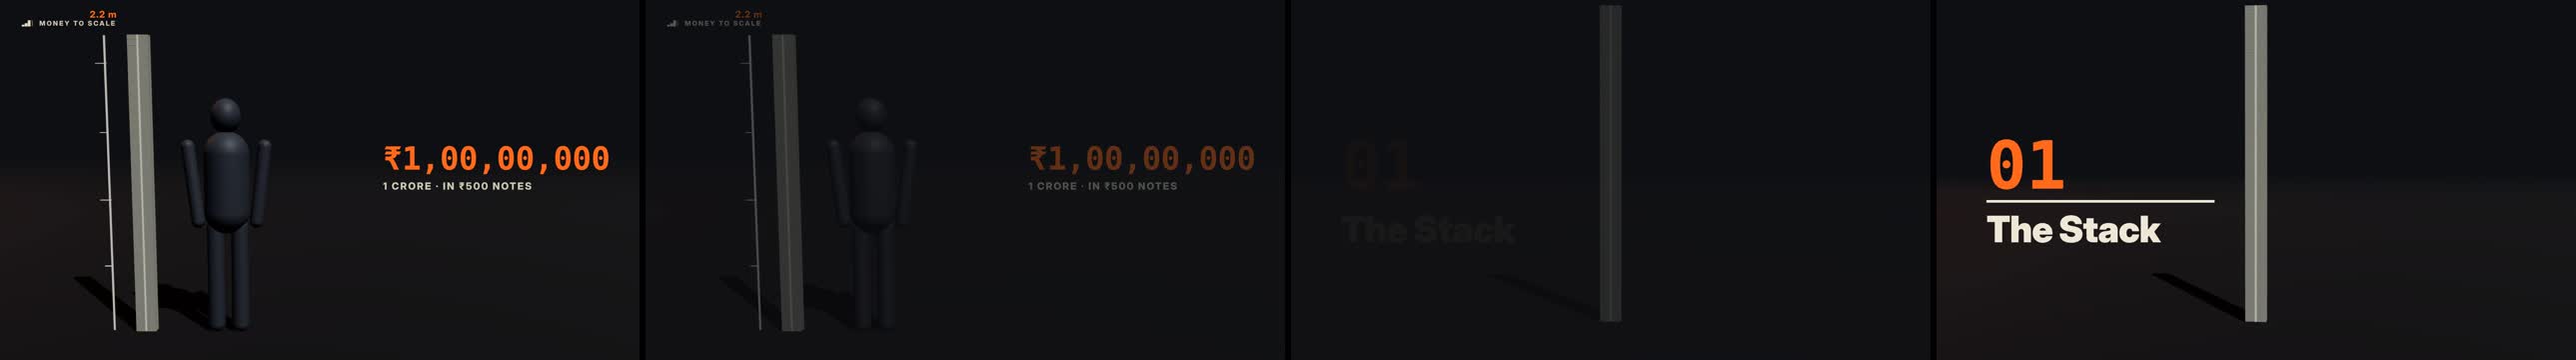 2.2 m
MONEY TO SCALE
₹1,00,00,000
1 CRORE · IN ₹500 NOTES
2.2 m
MONEY TO SCALE
₹1,00,00,000
1 CRORE · IN ₹500 NOTES
01
The Stack
01
The Stack